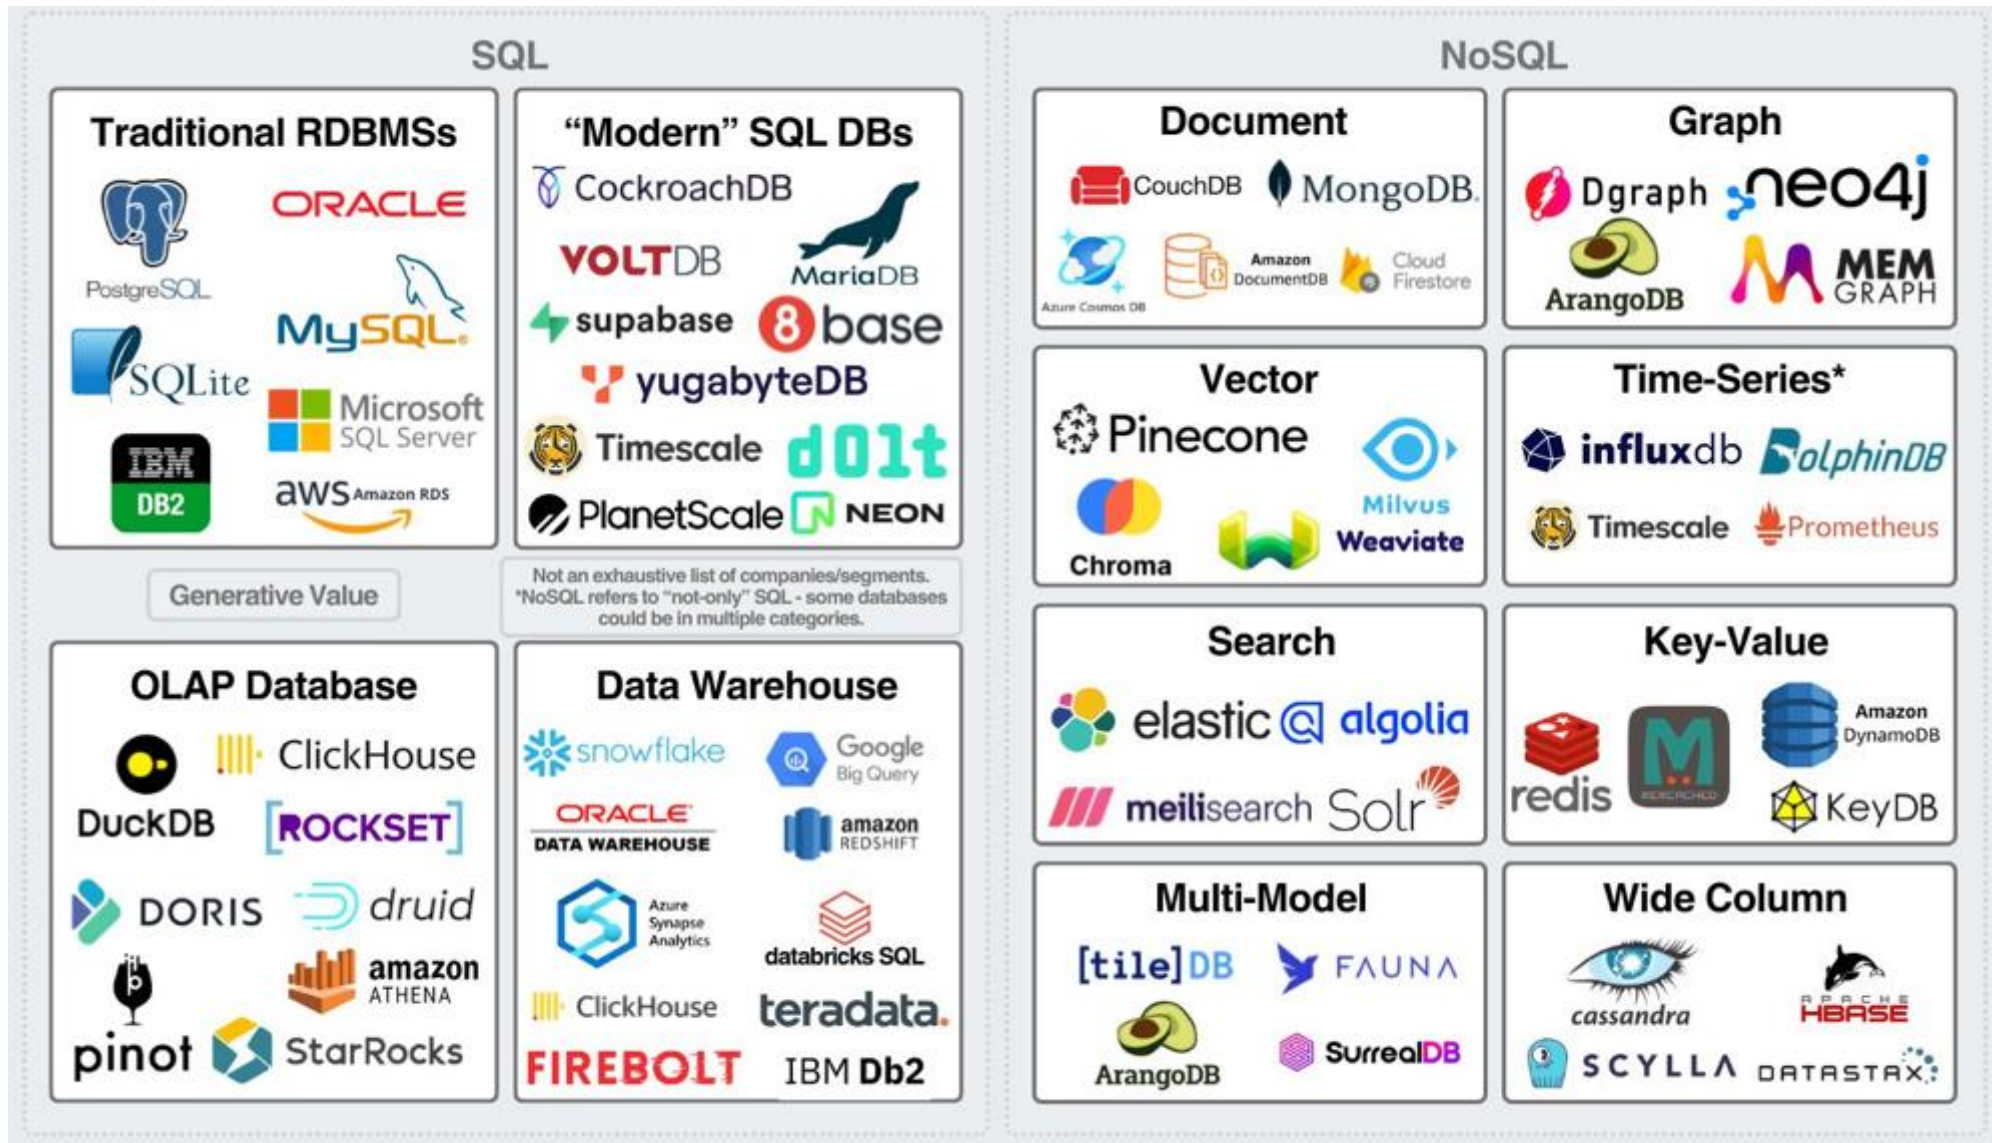 SQL
Traditional RDBMSs
PostgreSQL
ORACLE
MySQL
SQLite
Microsoft
SQL Server
IBM
DB2
aws Amazon RDS
“Modern” SQL DBs
CockroachDB
VOLTDB
MariaDB
supabase
8base
yugabyteDB
Timescale
dolt
PlanetScale
NEON
Generative Value
Not an exhaustive list of companies/segments.
*NoSQL refers to “not-only” SQL - some databases
could be in multiple categories.
OLAP Database
DuckDB
ClickHouse
[ROCKSET]
DORIS
druid
pinot
amazon
ATHENA
StarRocks
Data Warehouse
snowflake
Google
Big Query
ORACLE
DATA WAREHOUSE
amazon
REDSHIFT
Azure
Synapse
Analytics
databricks SQL
ClickHouse
teradata.
FIREBOLT
IBM Db2
NoSQL
Document
CouchDB
MongoDB.
Azure Cosmos DB
Amazon
DocumentDB
Cloud
Firestore
Graph
Dgraph
neo4j
ArangoDB
MEM
GRAPH
Vector
Pinecone
Milvus
Chroma
Weaviate
Time-Series*
influxdb
DolphinDB
Timescale
Prometheus
Search
elastic
algolia
meilisearch
Solr
Key-Value
redis
MEMCACHED
Amazon
DynamoDB
KeyDB
Multi-Model
[tile]DB
FAUNA
ArangoDB
SurrealDB
Wide Column
cassandra
APACHE
HBASE
SCYLLA
DATASTAX